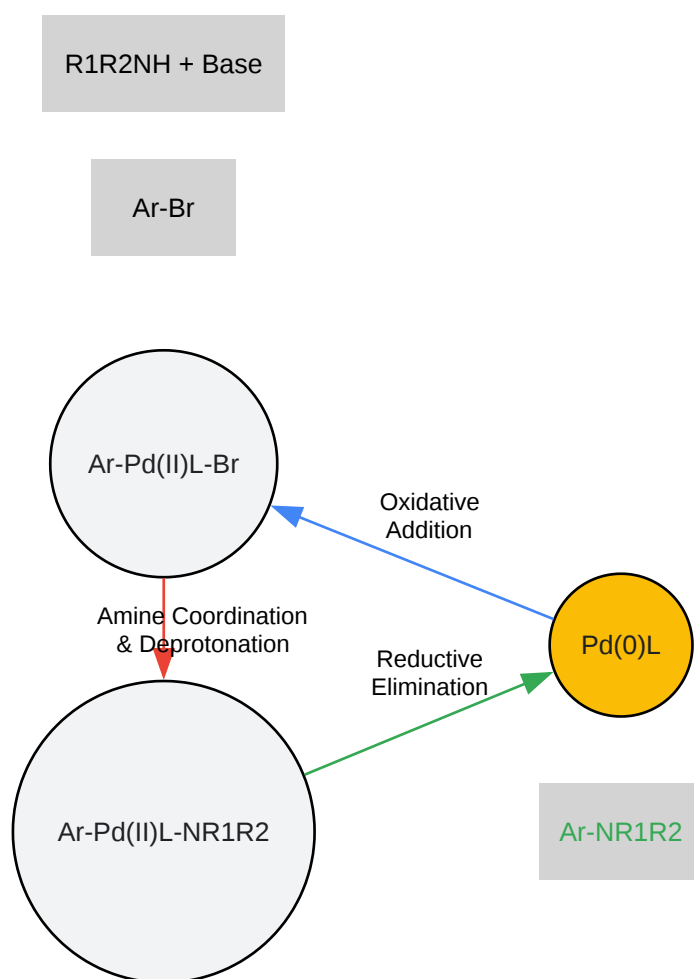 R1R2NH + Base
Ar-Br
Ar-Pd(II)L-Br
Oxidative
Addition
Amine Coordination
& Deprotonation
Pd(0)L
Reductive
Elimination
Ar-Pd(II)L-NR1R2
Ar-NR1R2